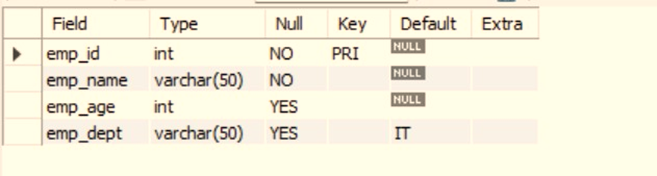 Field Type Null Key Default Extra
emp_id int NO PRI NULL
emp_name varchar(50) NO NULL
emp_age int YES NULL
emp_dept varchar(50) YES IT